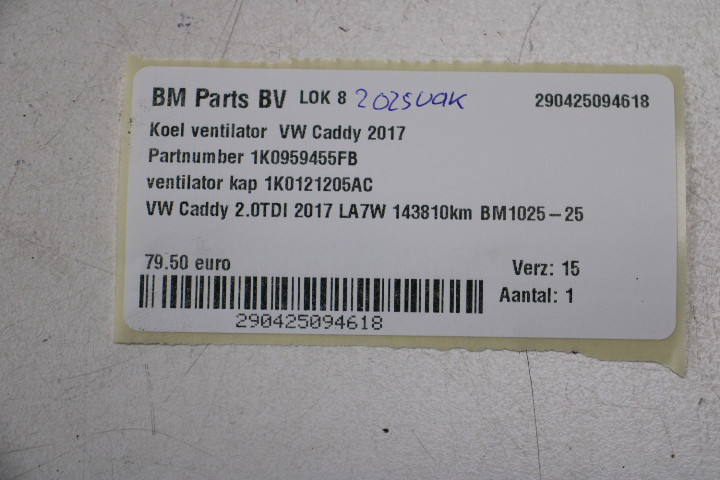 BM Parts BV LOK 8 2025vak 290425094618
Koel ventilator VW Caddy 2017
Partnumber 1K0959455FB
ventilator kap 1K0121205AC
VW Caddy 2.0TDI 2017 LA7W 143810km BM1025-25
79.50 euro Verz: 15
Aantal: 1
290425094618